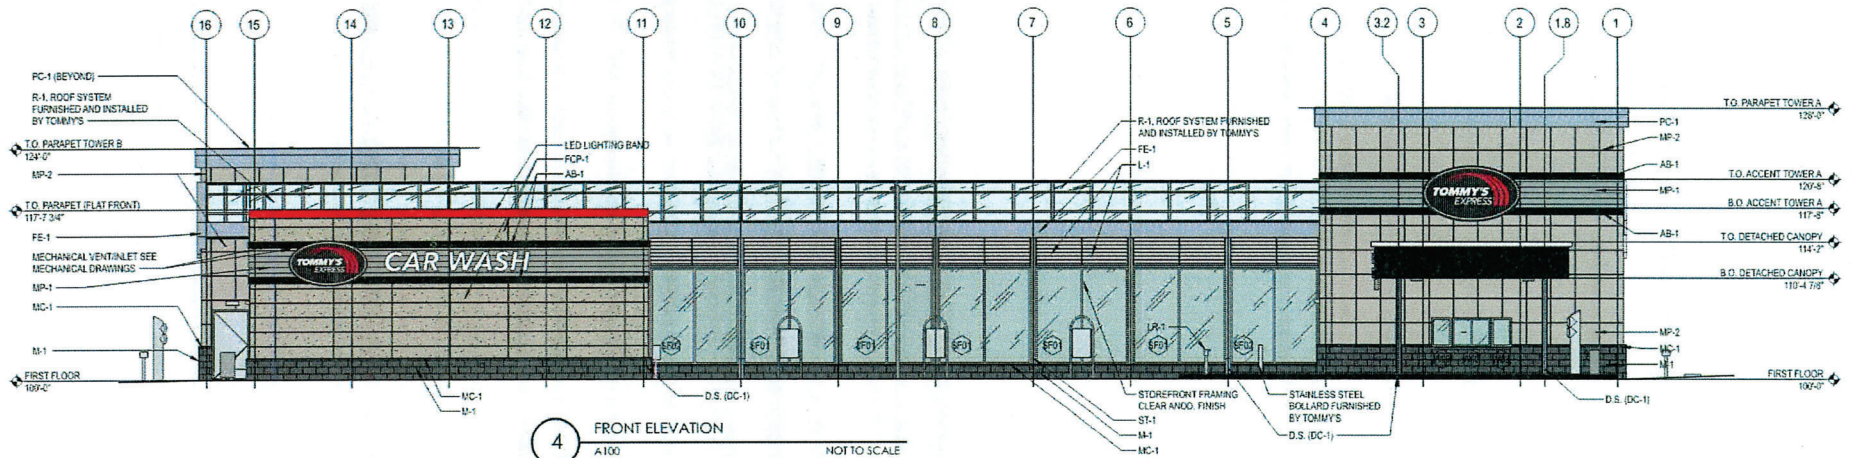 16 15 14 13 12 11 10 9 8 7 6 5 4 3.2 3 2 1.8 1
PC-1 (BEYOND)
R-1, ROOF SYSTEM
FURNISHED AND INSTALLED
BY TOMMY'S
T.O. PARAPET TOWER B
124'-0"
MP-2
T.O. PARAPET (FLAT FRONT)
117'-7 3/4"
FE-1
MECHANICAL VENT/INLET SEE
MECHANICAL DRAWINGS
MP-1
MC-1
M-1
FIRST FLOOR
100'-0"
LED LIGHTING BAND
FCP-1
AB-1
TOMMY'S
EXPRESS
CAR WASH
MC-1
M-1
D.S. (DC-1)
R-1, ROOF SYSTEM FURNISHED
AND INSTALLED BY TOMMY'S
FE-1
L-1
SF02 SF01 SF01 SF01 SF01 SF01 SF02
LR-1
STOREFRONT FRAMING
CLEAR ANOD. FINISH
ST-1
M-1
MC-1
STAINLESS STEEL
BOLLARD FURNISHED
BY TOMMY'S
D.S. (DC-1)
TOMMY'S
EXPRESS
T.O. PARAPET TOWER A
128'-0"
PC-1
MP-2
AB-1
T.O. ACCENT TOWER A
120'-8"
MP-1
B.O. ACCENT TOWER A
117'-8"
AB-1
T.O. DETACHED CANOPY
114'-2"
B.O. DETACHED CANOPY
110'-4 7/8"
MP-2
MC-1
M-1
FIRST FLOOR
100'-0"
D.S. (DC-1)
4 FRONT ELEVATION
A100 NOT TO SCALE